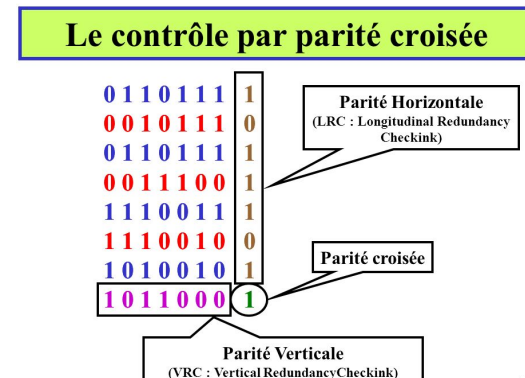 Le contrôle par parité croisée
0 1 1 0 1 1 1 1
0 0 1 0 1 1 1 0
0 1 1 0 1 1 1 1
0 0 1 1 1 0 0 1
1 1 1 0 0 1 1 1
1 1 1 0 0 1 0 0
1 0 1 0 0 1 0 1
1 0 1 1 0 0 0 1
Parité Horizontale
(LRC : Longitudinal Redundancy
Checkink)
Parité croisée
Parité Verticale
(VRC : Vertical RedundancyCheckink)